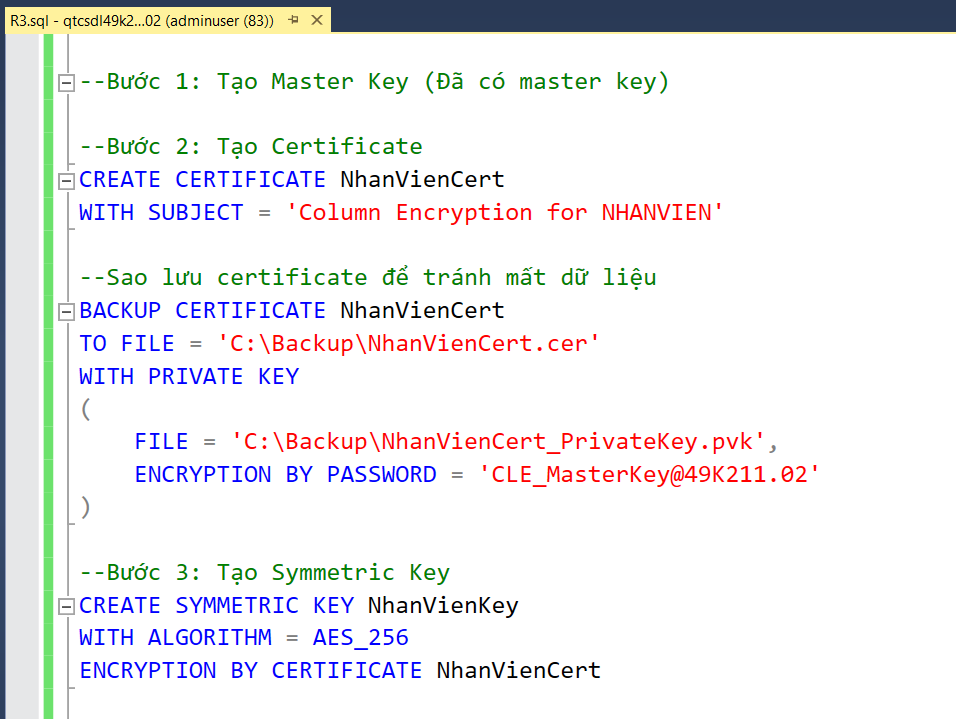 R3.sql - qtcsdl49k2...02 (adminuser (83))
--Bước 1: Tạo Master Key (Đã có master key)
--Bước 2: Tạo Certificate
CREATE CERTIFICATE NhanVienCert
WITH SUBJECT = 'Column Encryption for NHANVIEN'
--Sao lưu certificate để tránh mất dữ liệu
BACKUP CERTIFICATE NhanVienCert
TO FILE = 'C:\Backup\NhanVienCert.cer'
WITH PRIVATE KEY
(
FILE = 'C:\Backup\NhanVienCert_PrivateKey.pvk',
ENCRYPTION BY PASSWORD = 'CLE_MasterKey@49K211.02'
)
--Bước 3: Tạo Symmetric Key
CREATE SYMMETRIC KEY NhanVienKey
WITH ALGORITHM = AES_256
ENCRYPTION BY CERTIFICATE NhanVienCert